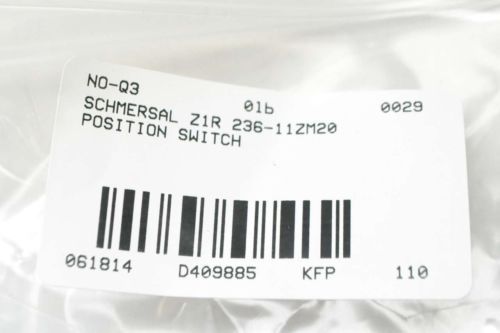 NO-Q3 01b 0029
SCHMERSAL Z1R 236-11ZM20
POSITION SWITCH
061814 D409885 KFP 110